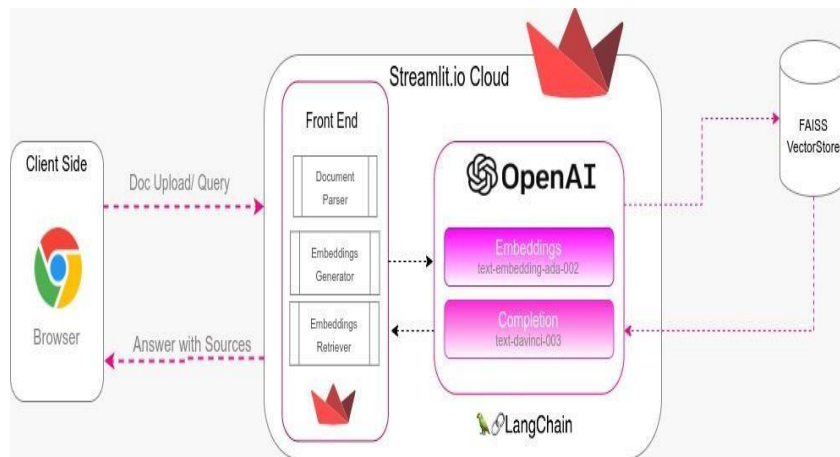 Streamlit.io Cloud
Client Side
Browser
Doc Upload/ Query
Answer with Sources
Front End
Document
Parser
Embeddings
Generator
Embeddings
Retriever
OpenAI
Embeddings
text-embedding-ada-002
Completion
text-davinci-003
LangChain
FAISS
VectorStore